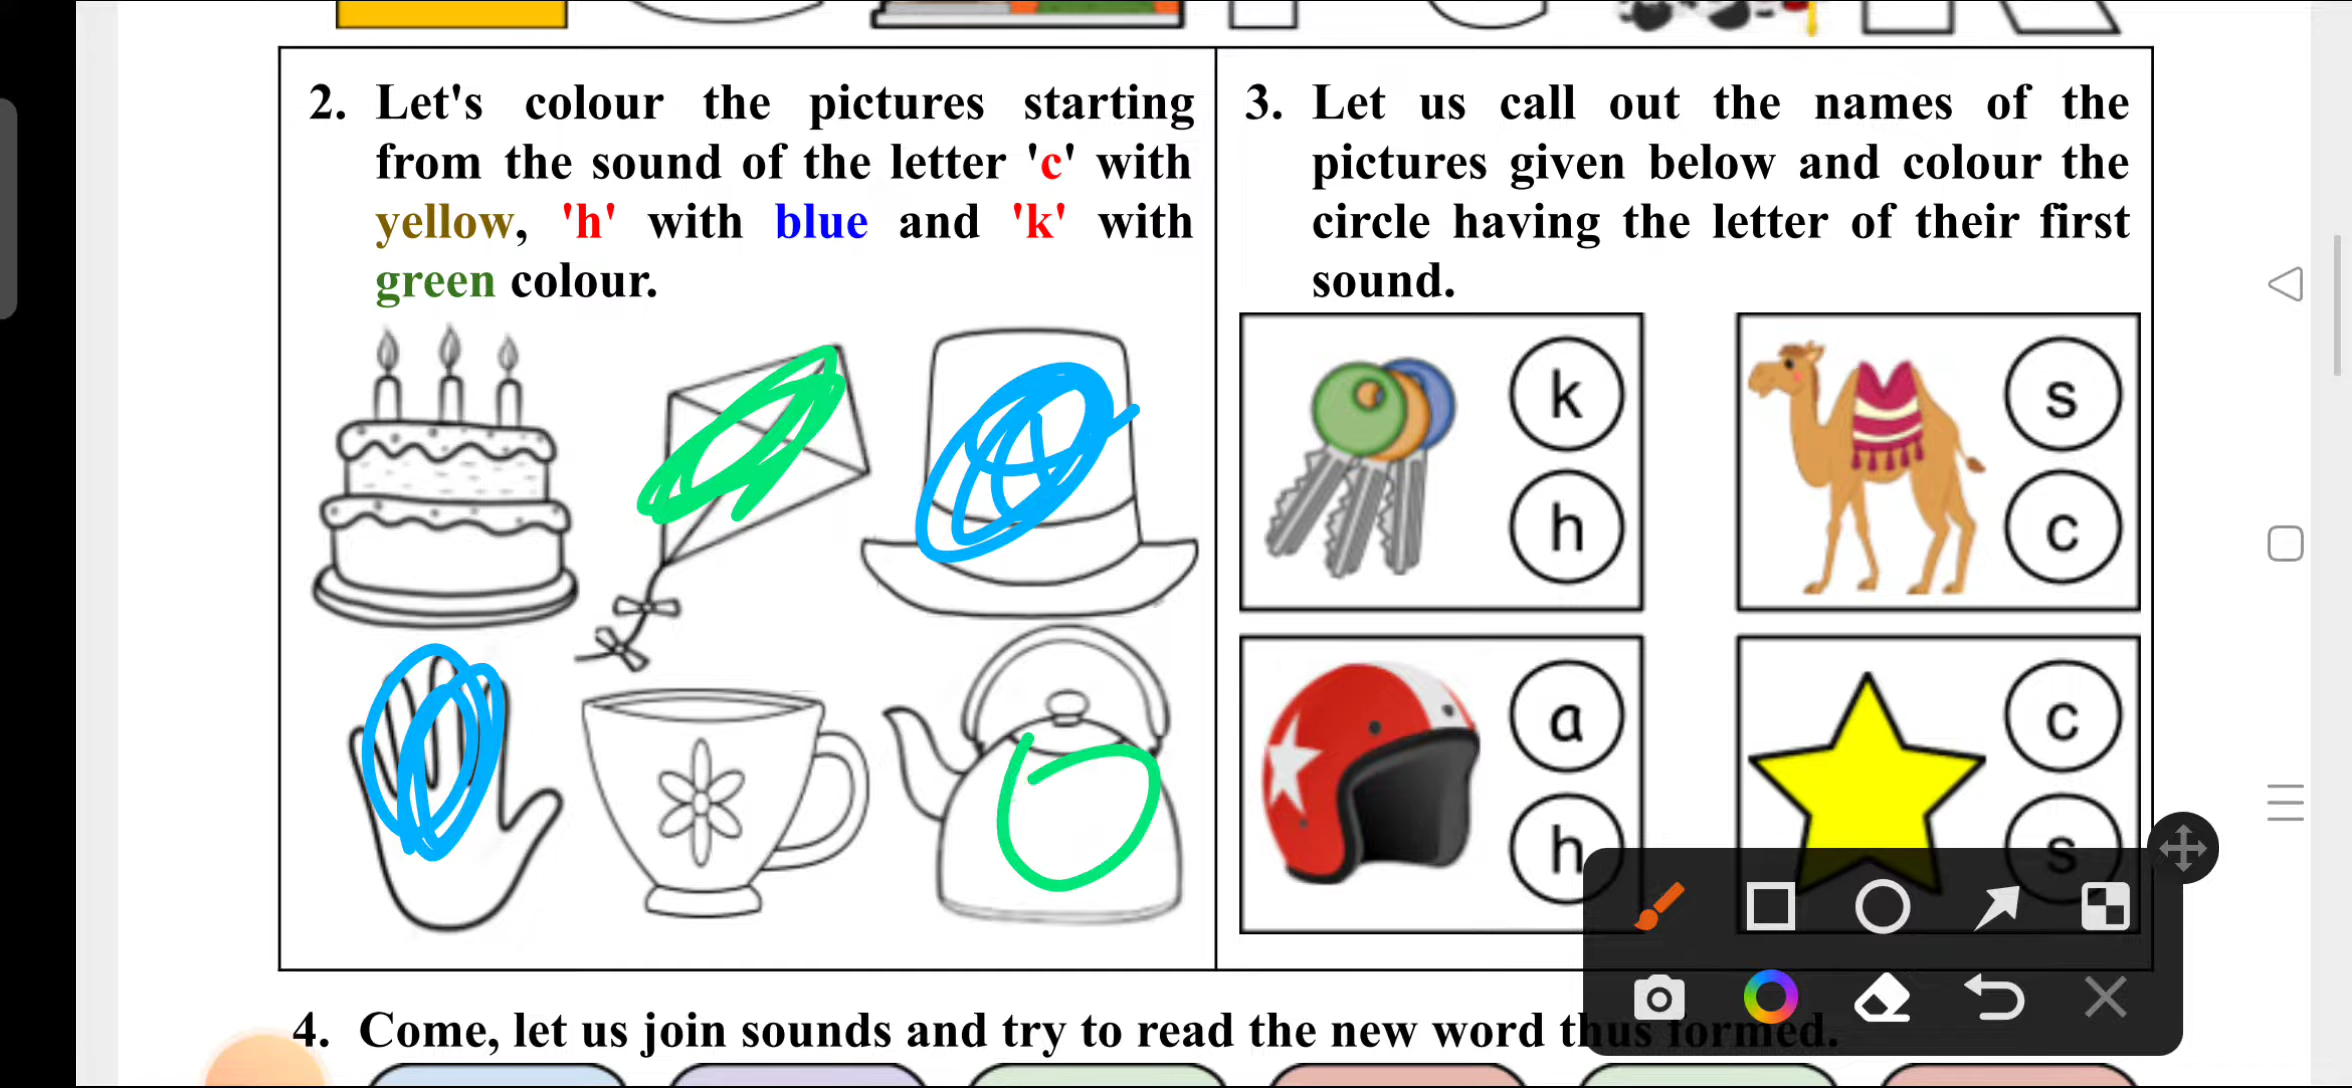 2. Let's colour the pictures starting
from the sound of the letter 'c' with
yellow, 'h' with blue and 'k' with
green colour.
3. Let us call out the names of the
pictures given below and colour the
circle having the letter of their first
sound.
k
h
s
c
a
h
c
s
4. Come, let us join sounds and try to read the new word thus formed.